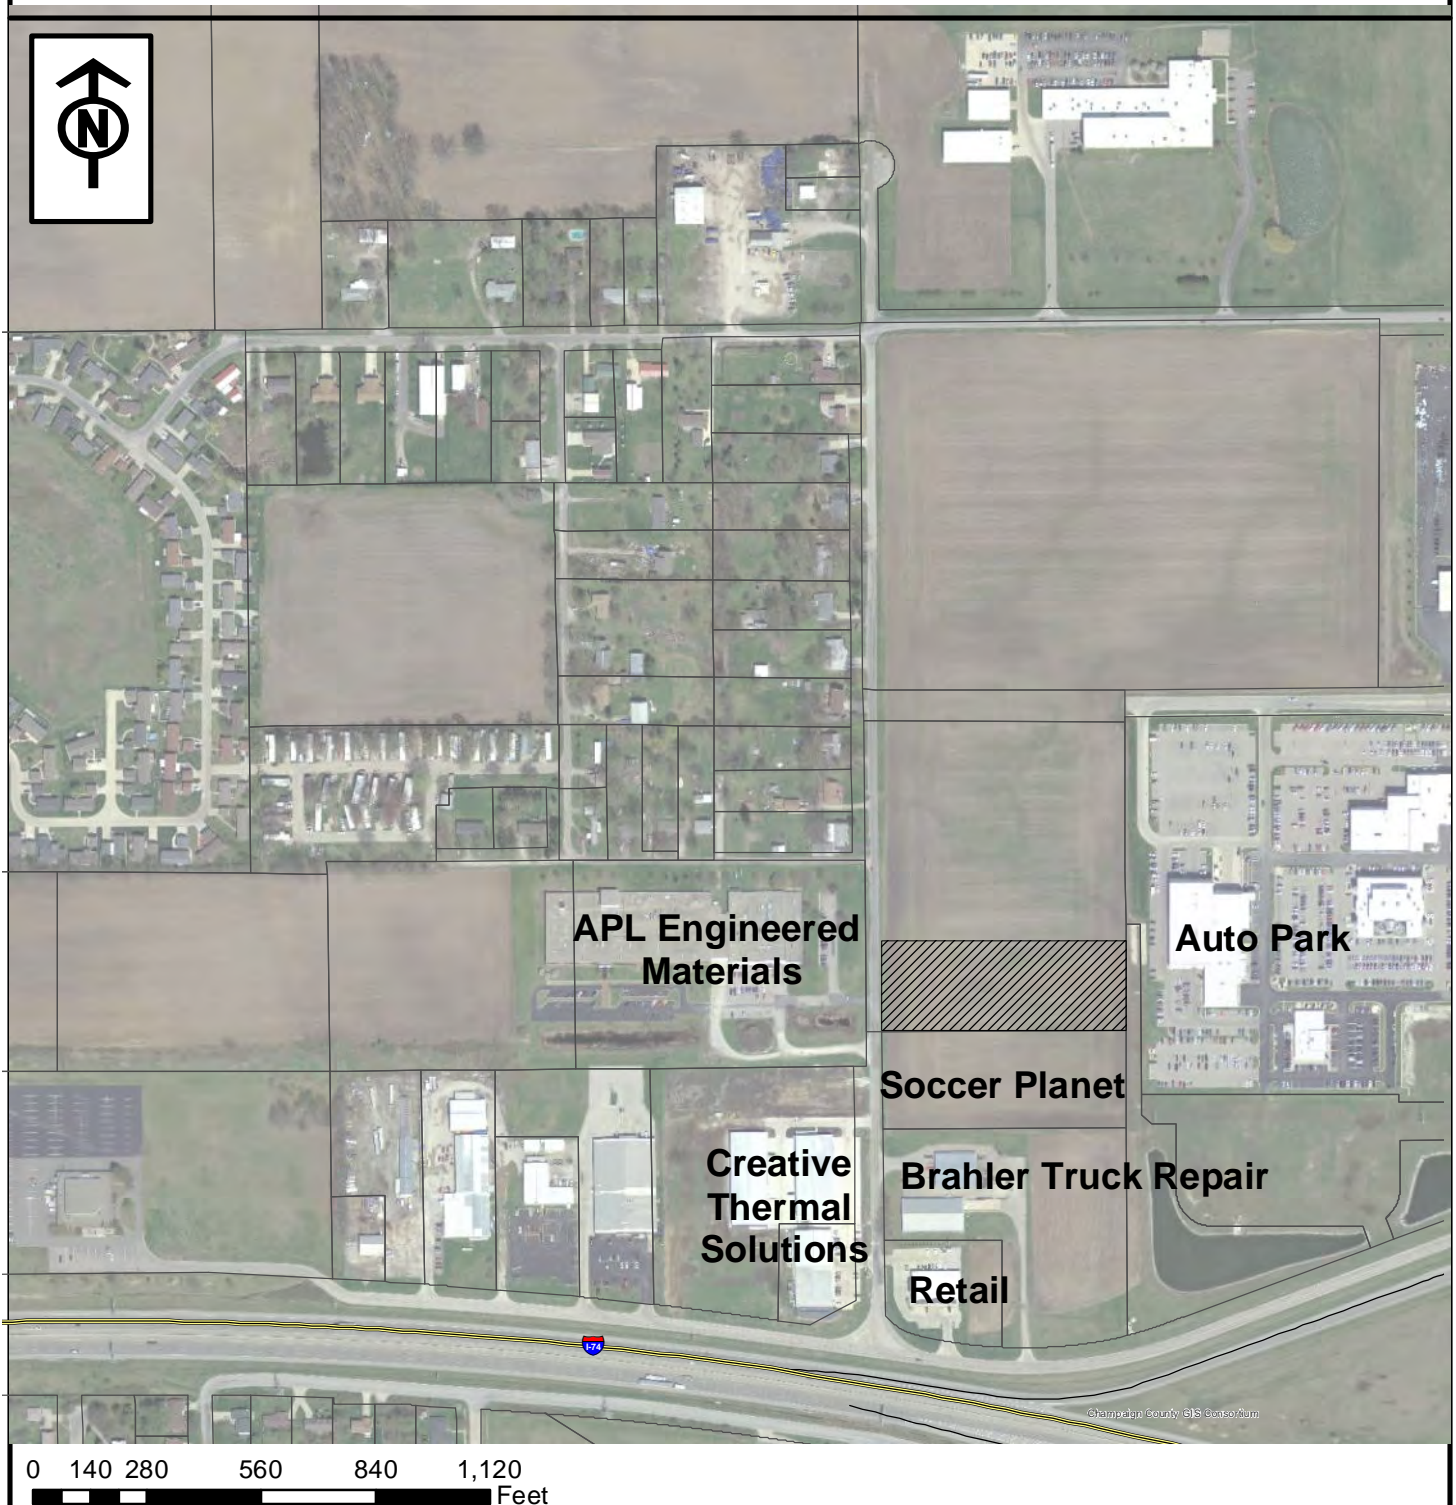 N
APL Engineered
Materials
Auto Park
Soccer Planet
Creative
Thermal
Solutions
Brahler Truck Repair
Retail
I-74
Champaign County GIS Consortium
0 140 280 560 840 1,120
Feet